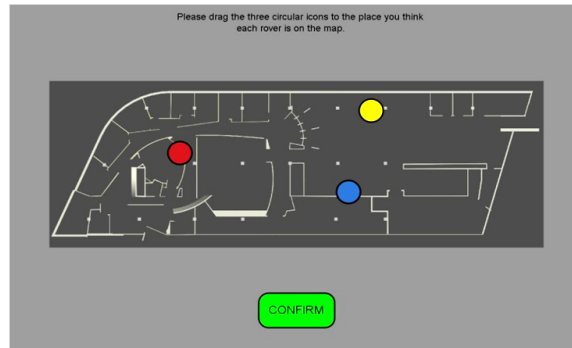 Please drag the three circular icons to the place you think
each rover is on the map.
CONFIRM